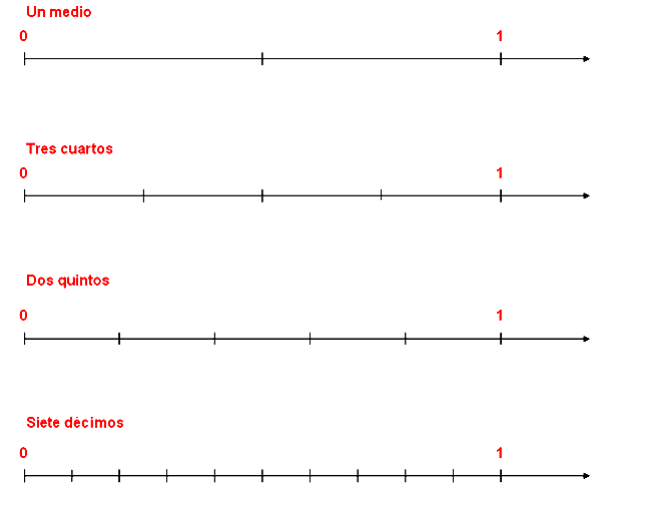 Un medio
0 1
Tres cuartos
0 1
Dos quintos
0 1
Siete décimos
0 1